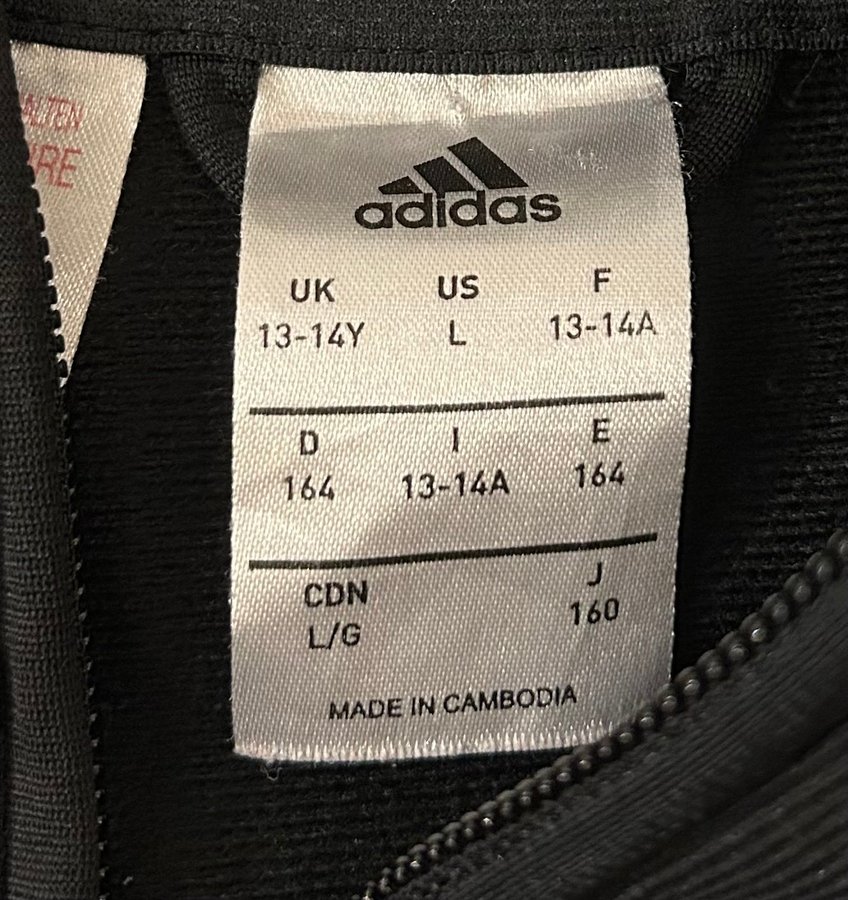 adidas
UK US F
13-14Y L 13-14A
D I E
164 13-14A 164
CDN J
L/G 160
MADE IN CAMBODIA